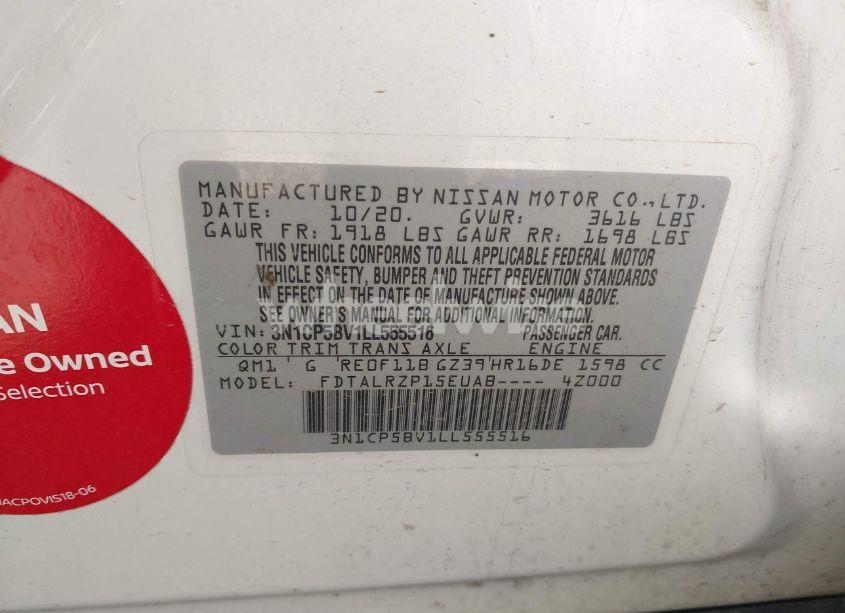 MANUFACTURED BY NISSAN MOTOR CO.,LTD.
DATE: 10/20. GVWR: 3616 LBS
GAWR FR: 1918 LBS GAWR RR: 1698 LBS
THIS VEHICLE CONFORMS TO ALL APPLICABLE FEDERAL MOTOR
VEHICLE SAFETY, BUMPER AND THEFT PREVENTION STANDARDS
IN EFFECT ON THE DATE OF MANUFACTURE SHOWN ABOVE.
SEE OWNER'S MANUAL FOR ADDITIONAL INFORMATION.
VIN: 3N1CP5BV1LL555516 PASSENGER CAR.
COLOR TRIM TRANS AXLE ENGINE
QM1 G RE0F11B GZ39 HR16DE 1598 CC
MODEL: FDTALRZP15EUA8---- 4Z000
3N1CP5BV1LL555516
AN
e Owned
Selection
ACPOVIS18-06